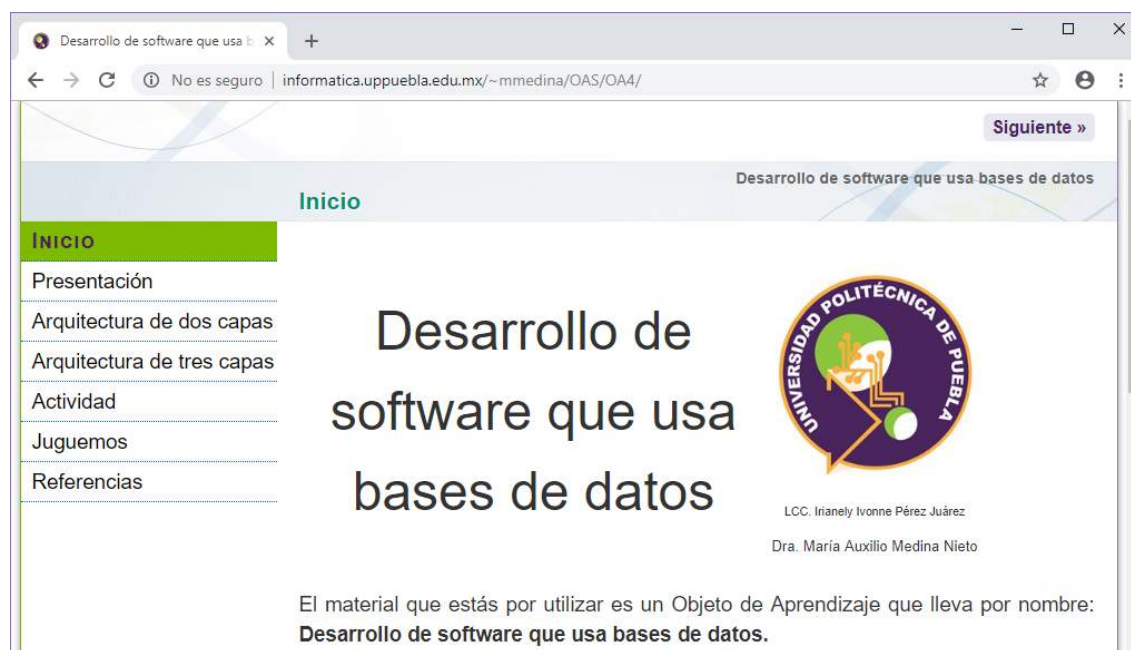 Desarrollo de software que usa b
No es seguro | informatica.uppuebla.edu.mx/~mmedina/OAS/OA4/
Siguiente »
Desarrollo de software que usa bases de datos
Inicio
INICIO
Presentación
Arquitectura de dos capas
Arquitectura de tres capas
Actividad
Juguemos
Referencias
Desarrollo de
software que usa
bases de datos
UNIVERSIDAD POLITÉCNICA DE PUEBLA
LCC. Irianely Ivonne Pérez Juárez
Dra. María Auxilio Medina Nieto
El material que estás por utilizar es un Objeto de Aprendizaje que lleva por nombre:
Desarrollo de software que usa bases de datos.